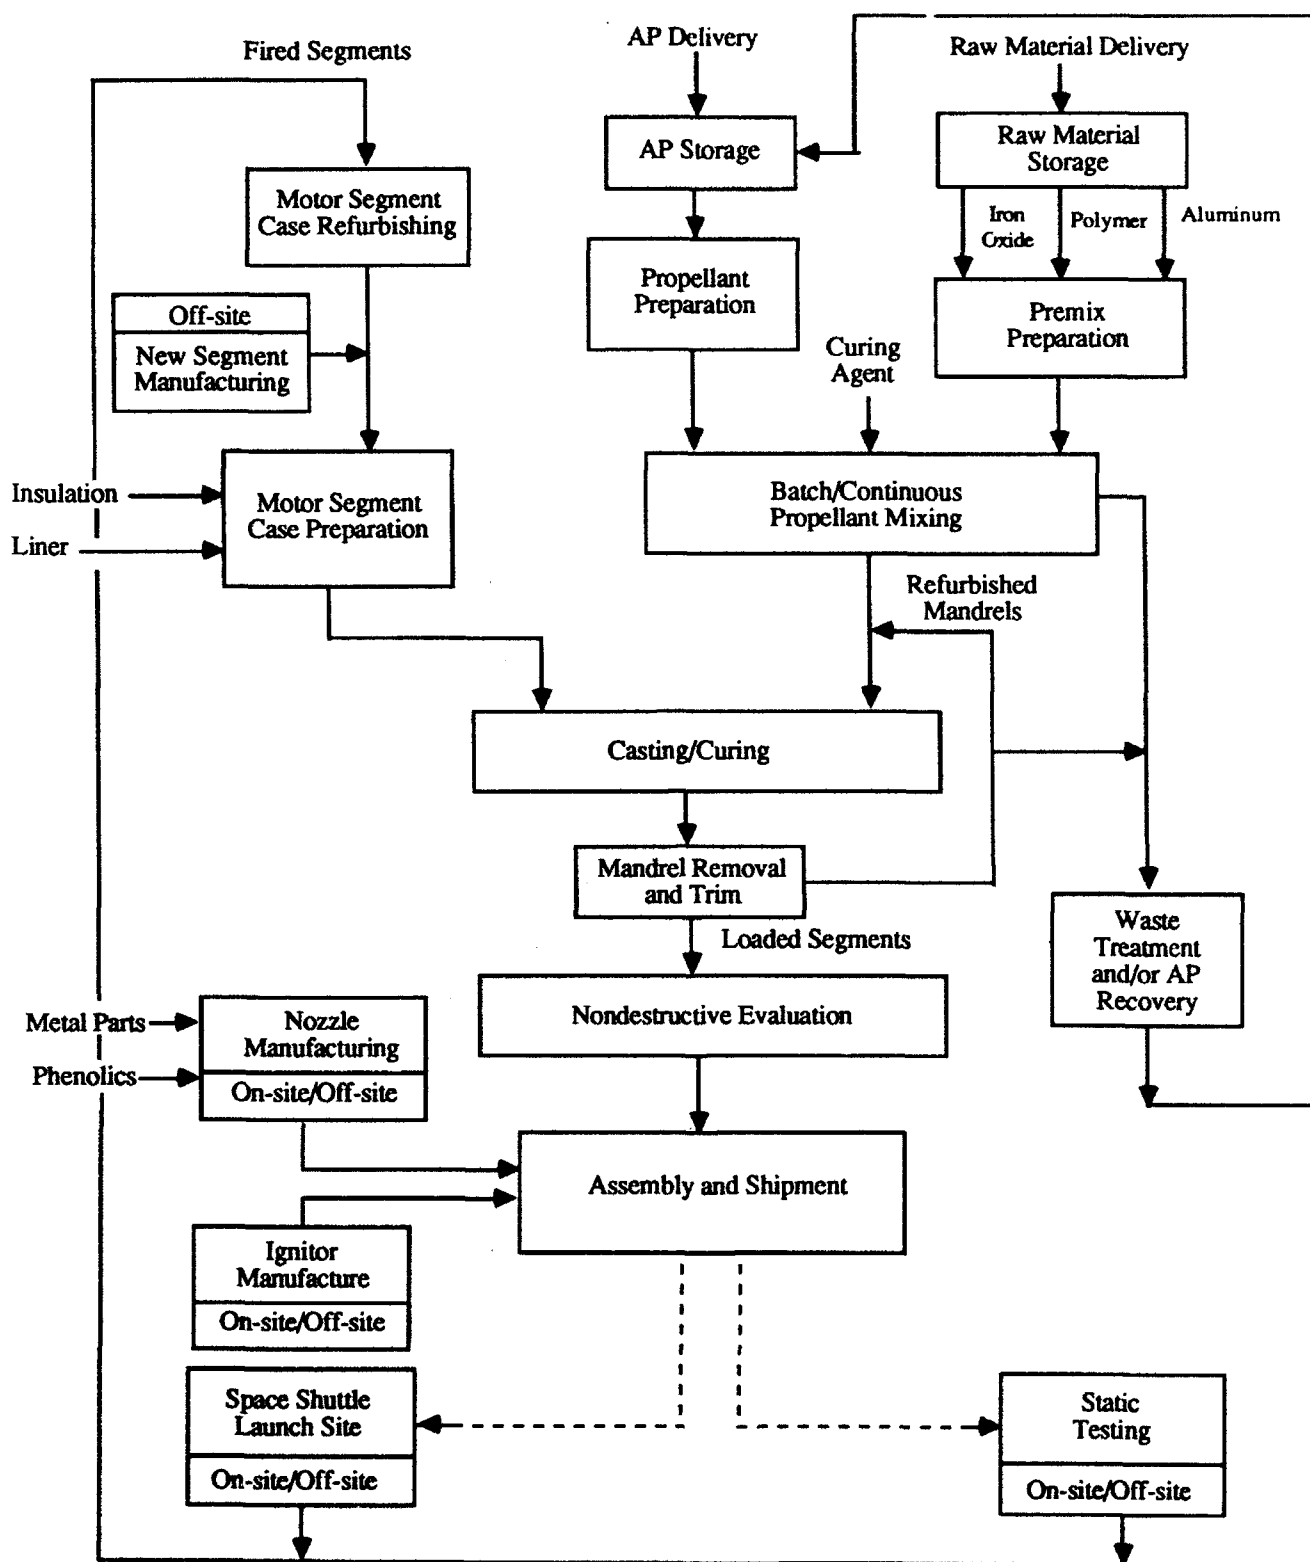 Fired Segments
AP Delivery
Raw Material Delivery
AP Storage
Raw Material
Storage
Motor Segment
Case Refurbishing
Iron
Oxide
Polymer
Aluminum
Propellant
Preparation
Premix
Preparation
Off-site
New Segment
Manufacturing
Curing
Agent
Insulation
Liner
Motor Segment
Case Preparation
Batch/Continuous
Propellant Mixing
Refurbished
Mandrels
Casting/Curing
Mandrel Removal
and Trim
Loaded Segments
Waste
Treatment
and/or AP
Recovery
Nondestructive Evaluation
Metal Parts
Phenolics
Nozzle
Manufacturing
On-site/Off-site
Assembly and Shipment
Ignitor
Manufacture
On-site/Off-site
Space Shuttle
Launch Site
On-site/Off-site
Static
Testing
On-site/Off-site